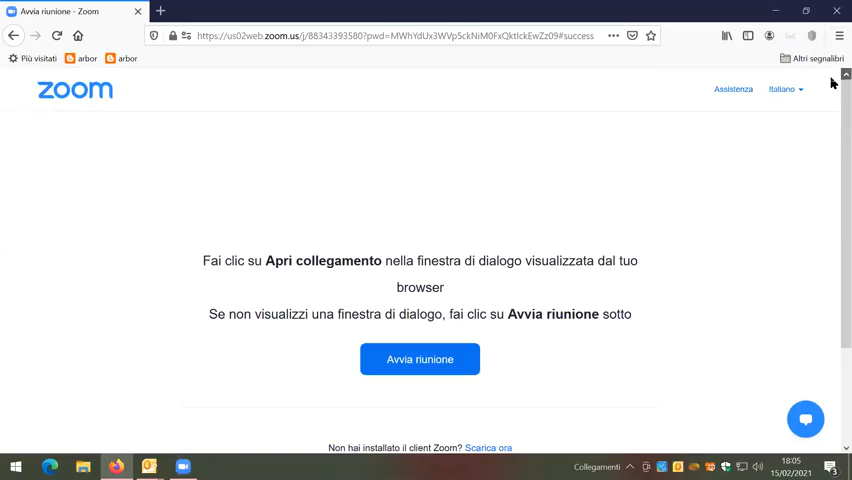 Avvia riunione - Zoom
https://us02web.zoom.us/j/88343393580?pwd=MWhYdUx3WVp5ckNiM0FxQktIckEwZz09#success
Più visitati arbor arbor Altri segnalibri
zoom Assistenza Italiano
Fai clic su Apri collegamento nella finestra di dialogo visualizzata dal tuo
browser
Se non visualizzi una finestra di dialogo, fai clic su Avvia riunione sotto
Avvia riunione
Non hai installato il client Zoom? Scarica ora
Collegamenti 18:05
15/02/2021 3